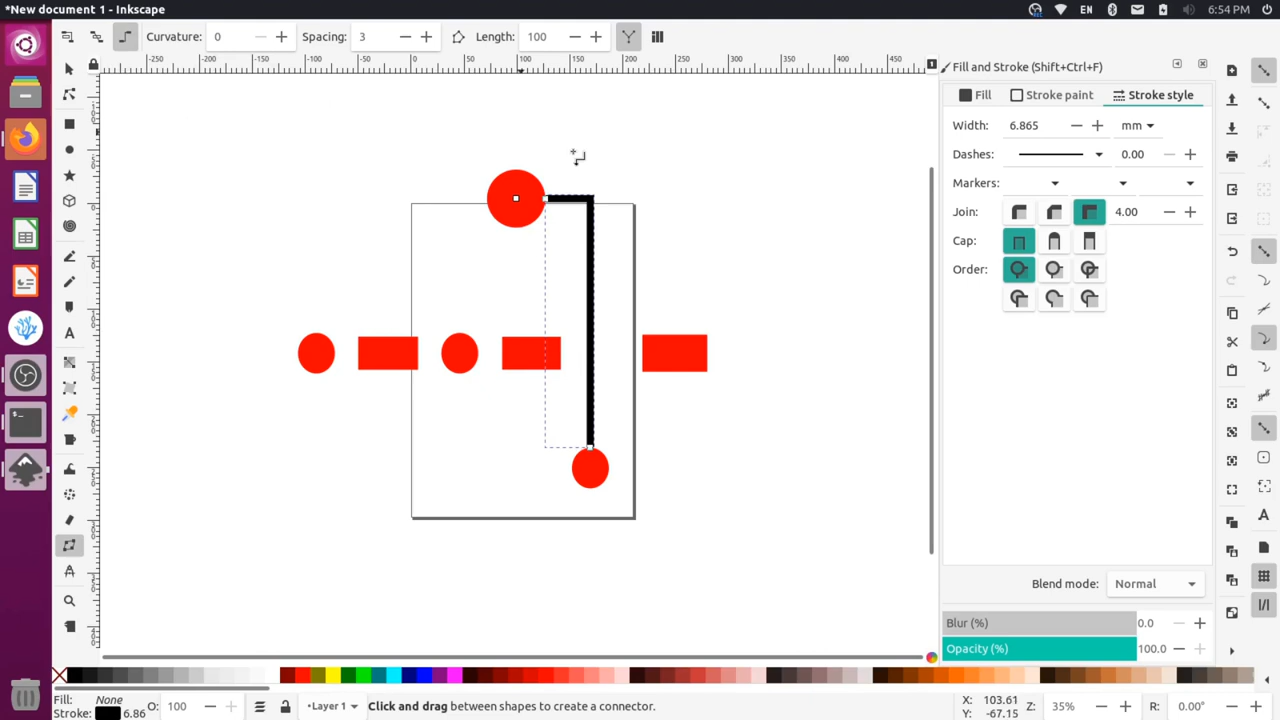 *New document 1 - Inkscape
EN
6:54 PM
Curvature: 0
Spacing: 3
Length: 100
-250
-150
-100
-50
0
50
100
150
200
250
300
350
400
450
Fill and Stroke (Shift+Ctrl+F)
Fill
Stroke paint
Stroke style
Width: 6.865
mm
Dashes:
0.00
Markers:
Join:
4.00
Cap:
Order:
Blend mode: Normal
Blur (%)
0.0
Opacity (%)
100.0
Fill: None
Stroke: 6.86
O: 100
•Layer 1
Click and drag between shapes to create a connector.
X: 103.61
Y: -67.15
Z: 35%
R: 0.00°